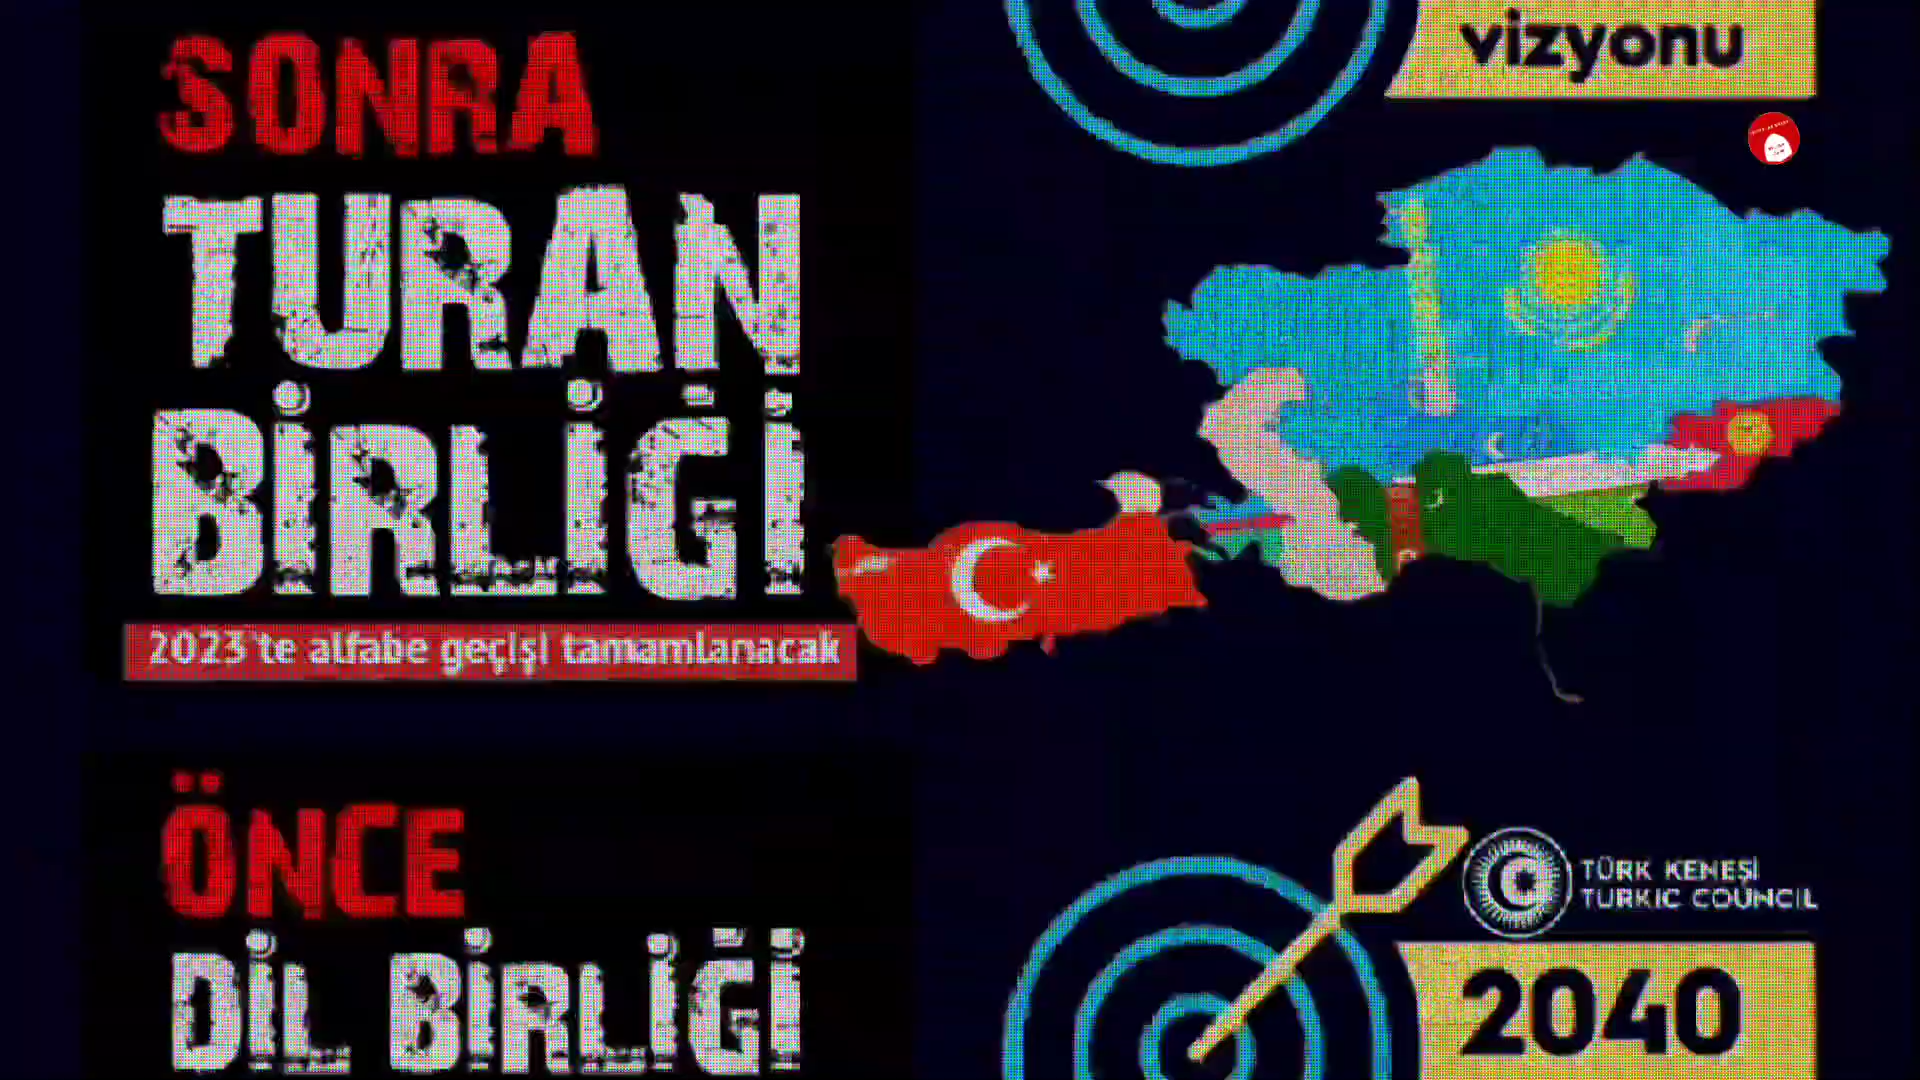 SONRA
TURAN
BİRLİĞİ
2023'te alfabe geçişi tamamlanacak
vizyonu
ÖNCE
DİL BİRLİĞİ
TÜRK KENEŞİ
TURKIC COUNCIL
2040